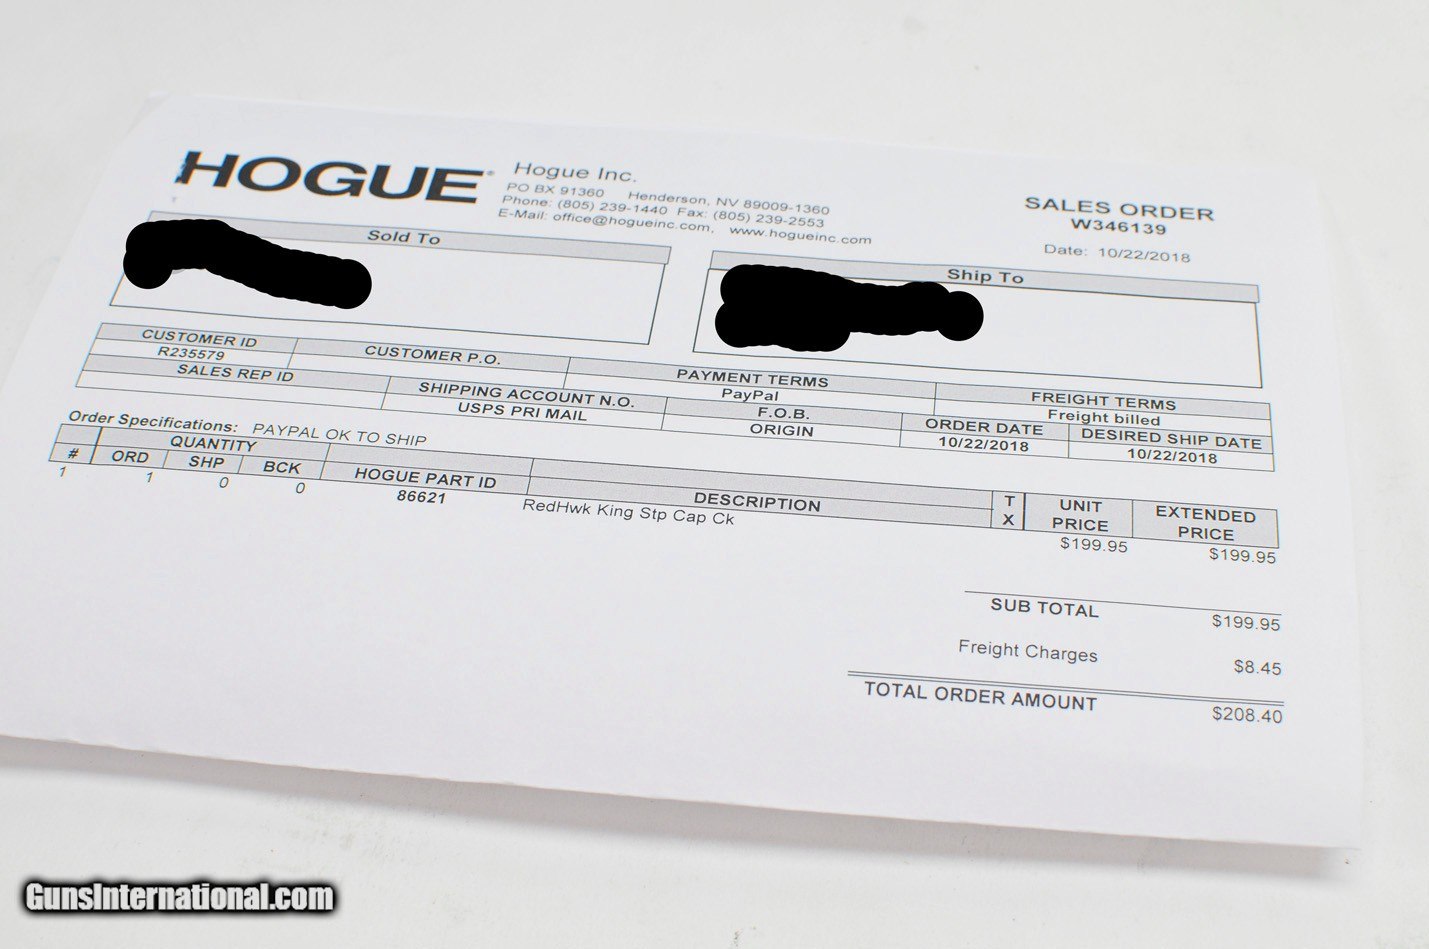 HOGUE
Hogue Inc.
PO BX 91360 Henderson, NV 89009-1360
Phone: (805) 239-1440 Fax: (805) 239-2553
E-Mail: office@hogueinc.com, www.hogueinc.com
SALES ORDER
W346139
Date: 10/22/2018
Sold To
Ship To
CUSTOMER ID CUSTOMER P.O. PAYMENT TERMS FREIGHT TERMS
R235579 PayPal Freight billed
SALES REP ID SHIPPING ACCOUNT N.O. F.O.B. ORDER DATE DESIRED SHIP DATE
USPS PRI MAIL ORIGIN 10/22/2018 10/22/2018
Order Specifications: PAYPAL OK TO SHIP
QUANTITY
# ORD SHP BCK HOGUE PART ID DESCRIPTION TX UNIT PRICE EXTENDED PRICE
1 1 0 0 86621 RedHwk King Stp Cap Ck $199.95 $199.95
SUB TOTAL $199.95
Freight Charges $8.45
TOTAL ORDER AMOUNT $208.40
GunsInternational.com